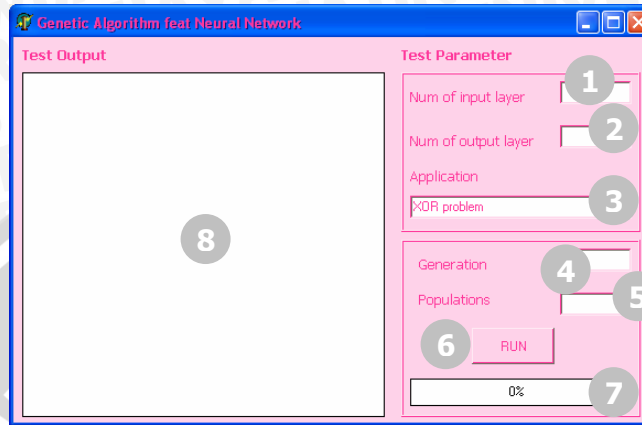 Genetic Algorithm feat Neural Network
Test Output
Test Parameter
Num of input layer
1
Num of output layer
2
Application
XOR problem
3
8
Generation
4
Populations
5
6
RUN
0%
7